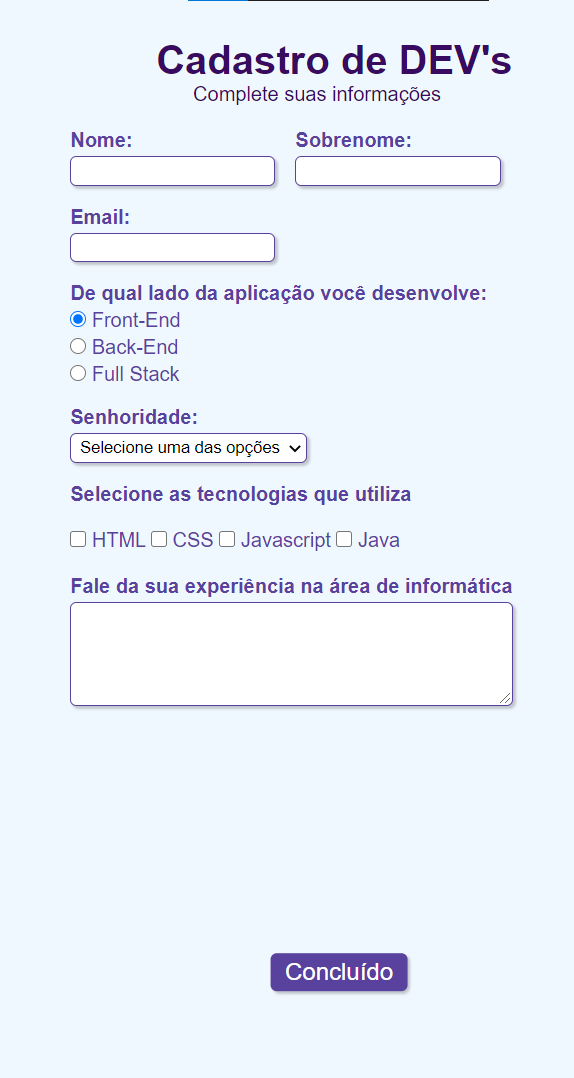 Cadastro de DEV's
Complete suas informações
Nome: Sobrenome:
Email:
De qual lado da aplicação você desenvolve:
Front-End
Back-End
Full Stack
Senhoridade:
Selecione uma das opções
Selecione as tecnologias que utiliza
HTML CSS Javascript Java
Fale da sua experiência na área de informática
Concluído